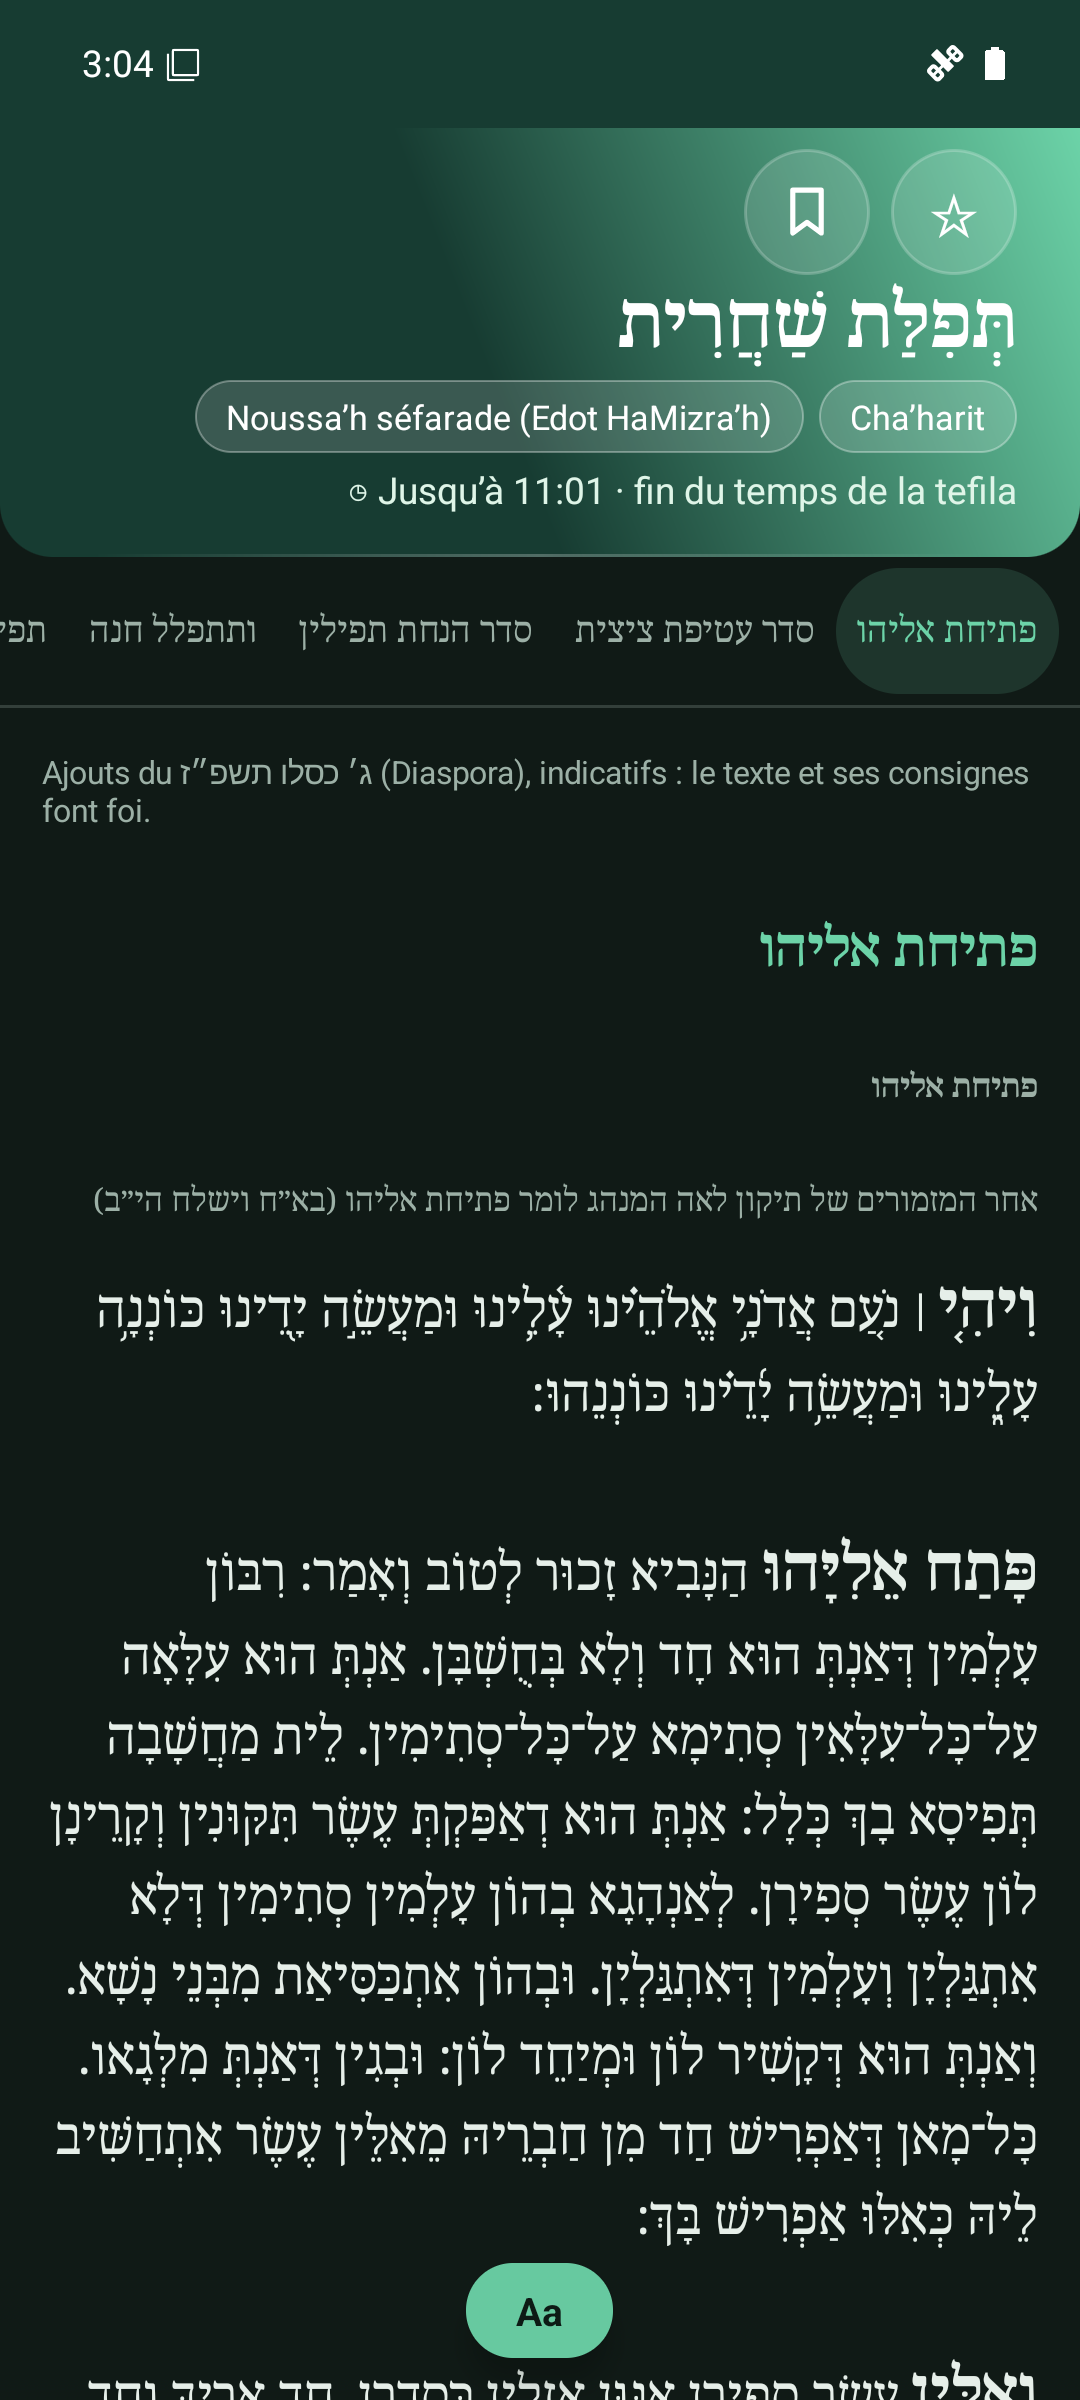 3:04
תְּפִלַּת שַׁחֲרִית
Noussa’h séfarade (Edot HaMizra’h) Cha’harit
Jusqu’à 11:01 · fin du temps de la tefila
פתיחת אליהו סדר עטיפת ציצית סדר הנחת תפילין ותתפלל חנה תפי
Ajouts du ג׳ כסלו תשפ״ז (Diaspora), indicatifs : le texte et ses consignes
font foi.
פתיחת אליהו
פתיחת אליהו
אחר המזמורים של תיקון לאה המנהג לומר פתיחת אליהו (בא״ח וישלח הי״ב)
וִיהִ֤י ׀ נֹ֤עַם אֲדֹנָ֥י אֱלֹהֵ֗ינוּ עָ֫לֵ֥ינוּ וּמַעֲשֵׂ֣ה יָ֭דֵינוּ כּוֹנְנָ֥ה
עָלֵ֑ינוּ וּמַעֲשֵׂ֥ה יָ֝דֵ֗ינוּ כּוֹנְנֵֽהוּ׃
פָּתַח אֵלִיָּהוּ הַנָּבִיא זָכוּר לְטוֹב וְאָמַר: רִבּוֹן
עָלְמִין דְּאַנְתְּ הוּא חָד וְלָא בְּחֻשְׁבָּן. אַנְתְּ הוּא עִלָּאָה
עַל־כָּל־עִלָּאִין סְתִימָא עַל־כָּל־סְתִימִין. לֵית מַחֲשָׁבָה
תְּפִיסָא בָךְ כְּלָל: אַנְתְּ הוּא דְאַפַּקְתְּ עֶשֶׂר תִּקּוּנִין וְקָרֵינָן
לוֹן עֶשֶׂר סְפִירָן. לְאַנְהָגָא בְהוֹן עָלְמִין סְתִימִין דְּלָא
אִתְגַּלְיָן וְעָלְמִין דְּאִתְגַּלְיָן. וּבְהוֹן אִתְכַּסִּיאַת מִבְּנֵי נָשָׁא.
וְאַנְתְּ הוּא דְּקָשִׁיר לוֹן וּמְיַחֵד לוֹן: וּבְגִין דְּאַנְתְּ מִלְּגָאו.
כָּל־מָאן דְּאַפְרִישׁ חַד מִן חַבְרֵיהּ מֵאִלֵּין עֶשֶׂר אִתְחַשִּׁיב
לֵיהּ כְּאִלּוּ אַפְרִישׁ בָּךְ:
Aa